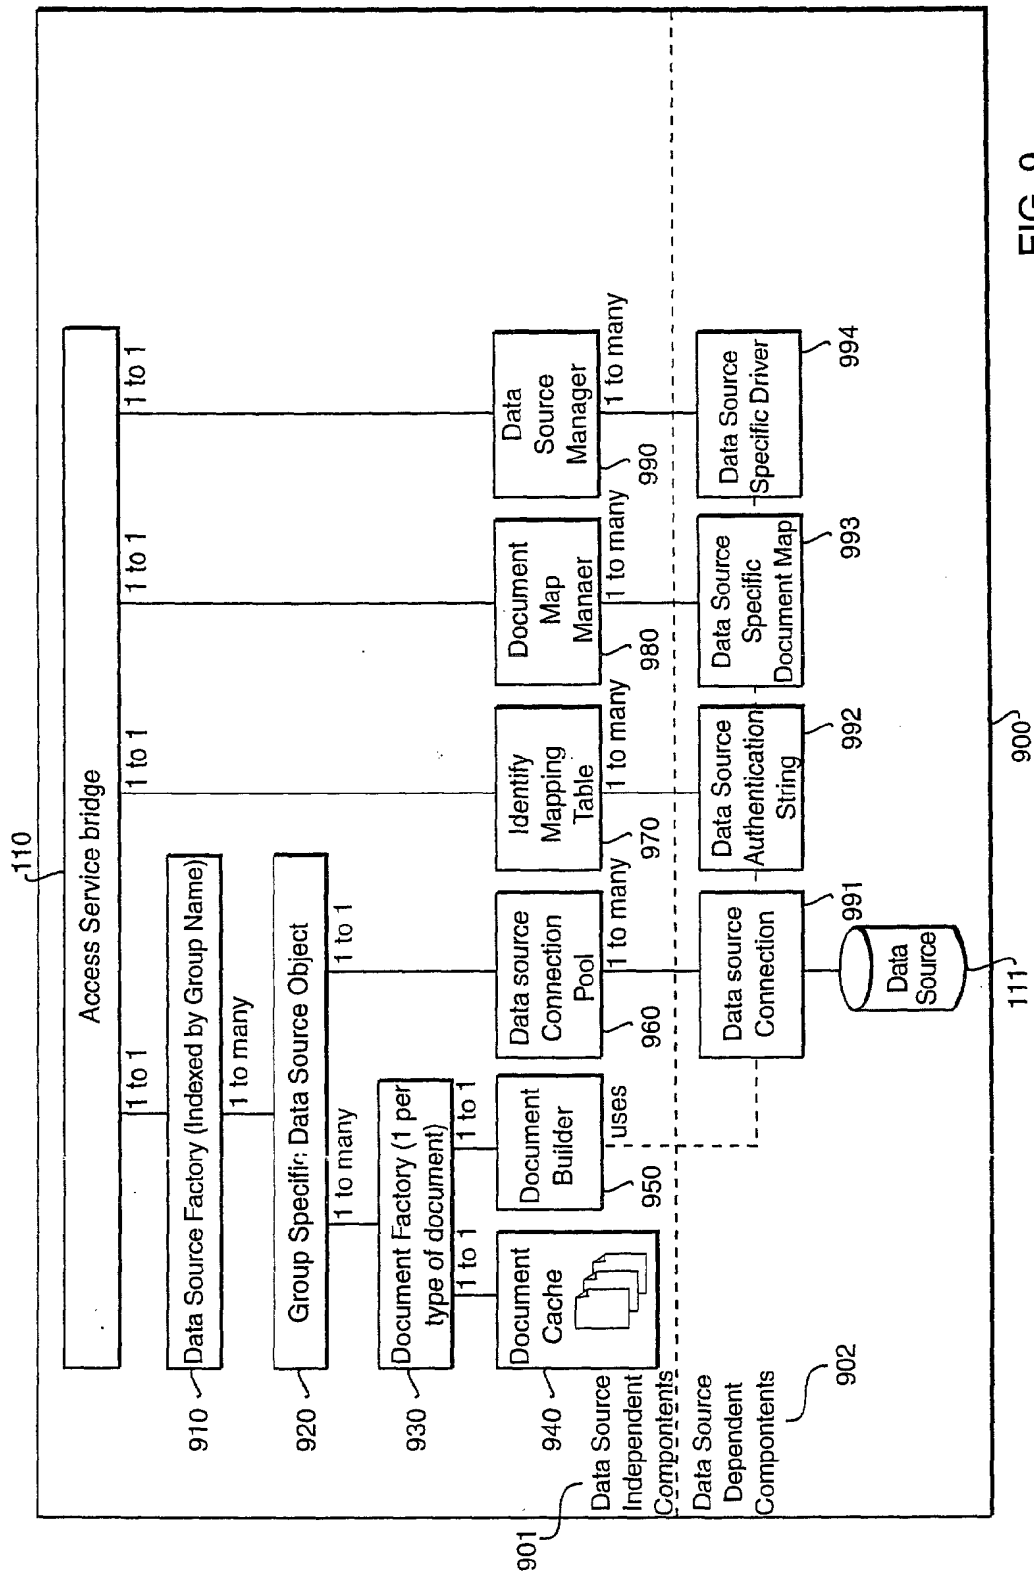 110
Access Service bridge
1 to 1
1 to 1
1 to 1
1 to 1
910
Data Source Factory (Indexed by Group Name)
1 to many
920
Group Specific Data Source Object
1 to many
1 to 1
930
Document Factory (1 per
type of document)
1 to 1
1 to 1
940
Document
Cache
Document
Builder
950
uses
Data source
Connection
Pool
960
1 to many
Identify
Mapping
Table
970
1 to many
Document
Map
Manaer
980
1 to many
Data
Source
Manager
990
1 to many
901
Data Source
Independent
Compontents
Data Source
Dependent
Compontents
902
Data source
Connection
991
Data Source
Authentication
String
992
Data Source
Specific
Document Map
993
Data Source
Specific Driver
994
Data
Source
111
900